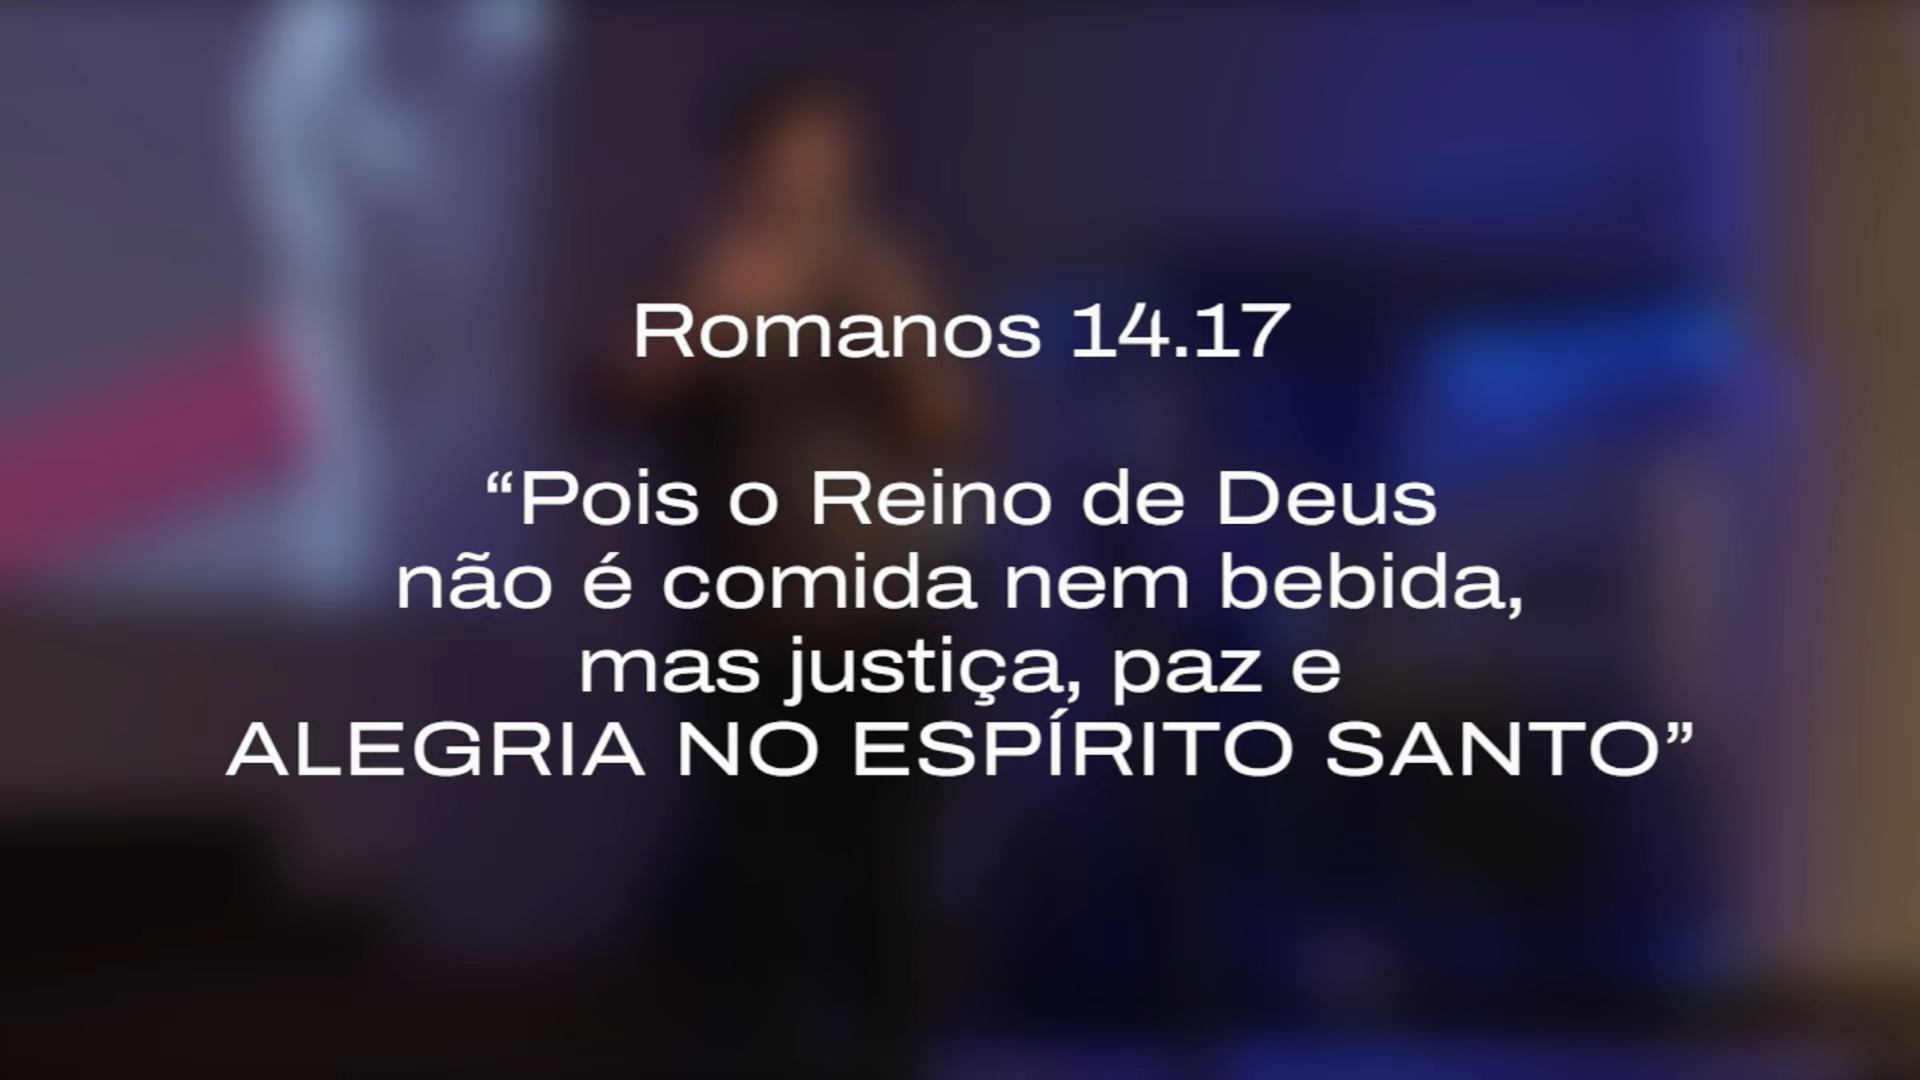 Romanos 14.17
“Pois o Reino de Deus
não é comida nem bebida,
mas justiça, paz e
ALEGRIA NO ESPÍRITO SANTO”